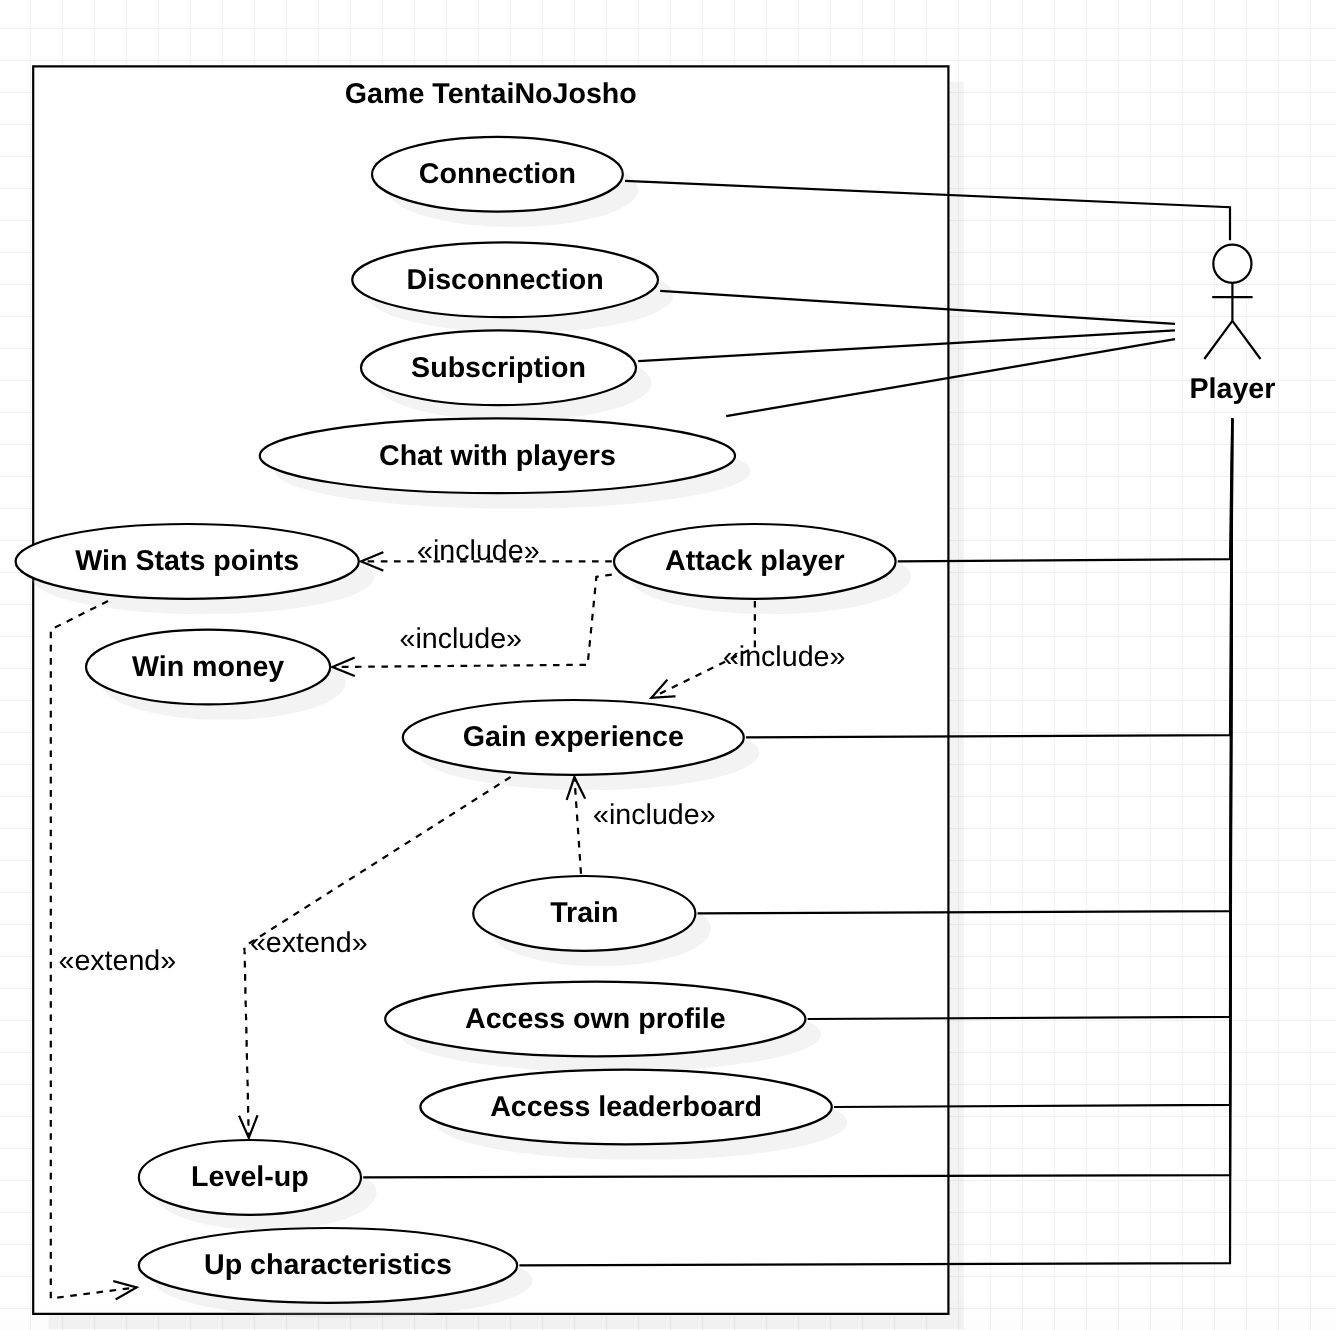 Game TentaiNoJosho
Connection
Disconnection
Subscription
Player
Chat with players
Win Stats points
«include»
Attack player
«include»
Win money
«include»
Gain experience
«include»
Train
«extend»
«extend»
Access own profile
Access leaderboard
Level-up
Up characteristics